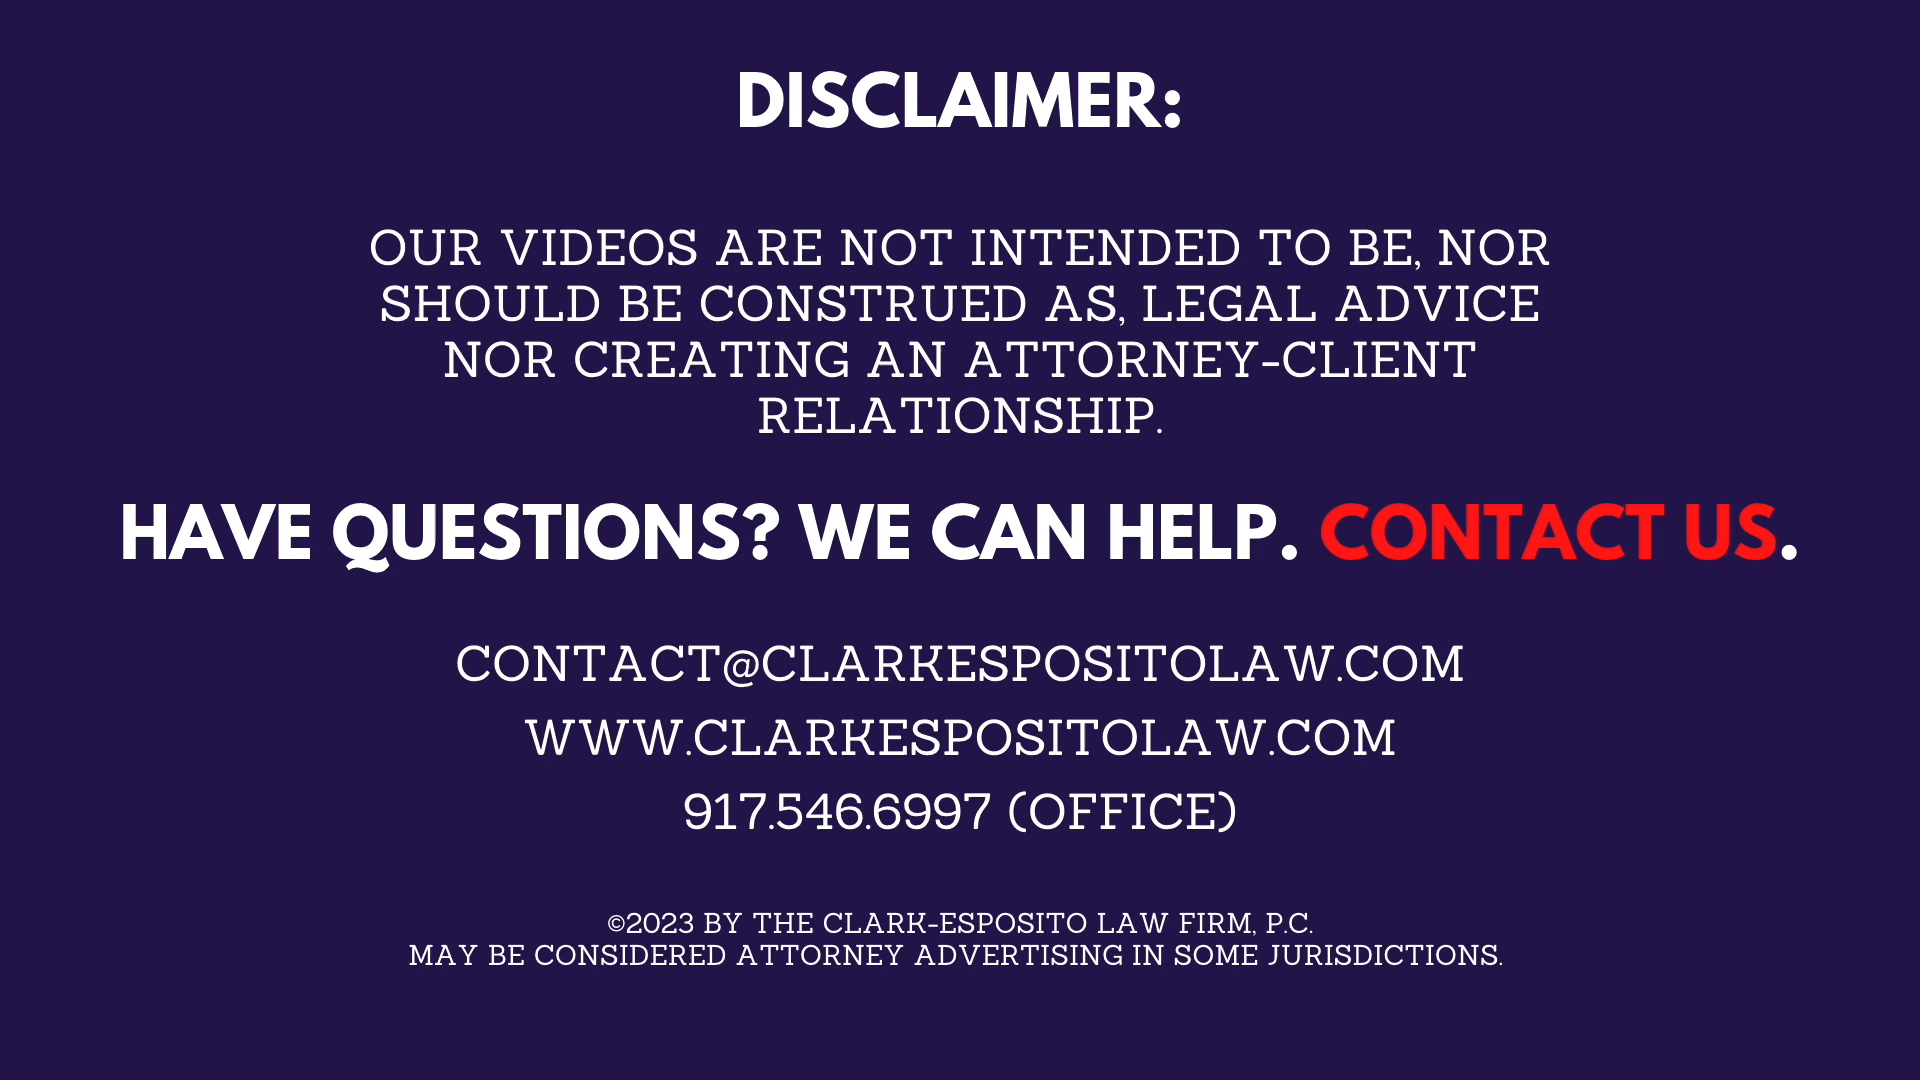 DISCLAIMER:
OUR VIDEOS ARE NOT INTENDED TO BE, NOR
SHOULD BE CONSTRUED AS, LEGAL ADVICE
NOR CREATING AN ATTORNEY-CLIENT
RELATIONSHIP.
HAVE QUESTIONS? WE CAN HELP. CONTACT US.
CONTACT@CLARKESPOSITOLAW.COM
WWW.CLARKESPOSITOLAW.COM
917.546.6997 (OFFICE)
©2023 BY THE CLARK-ESPOSITO LAW FIRM, P.C.
MAY BE CONSIDERED ATTORNEY ADVERTISING IN SOME JURISDICTIONS.